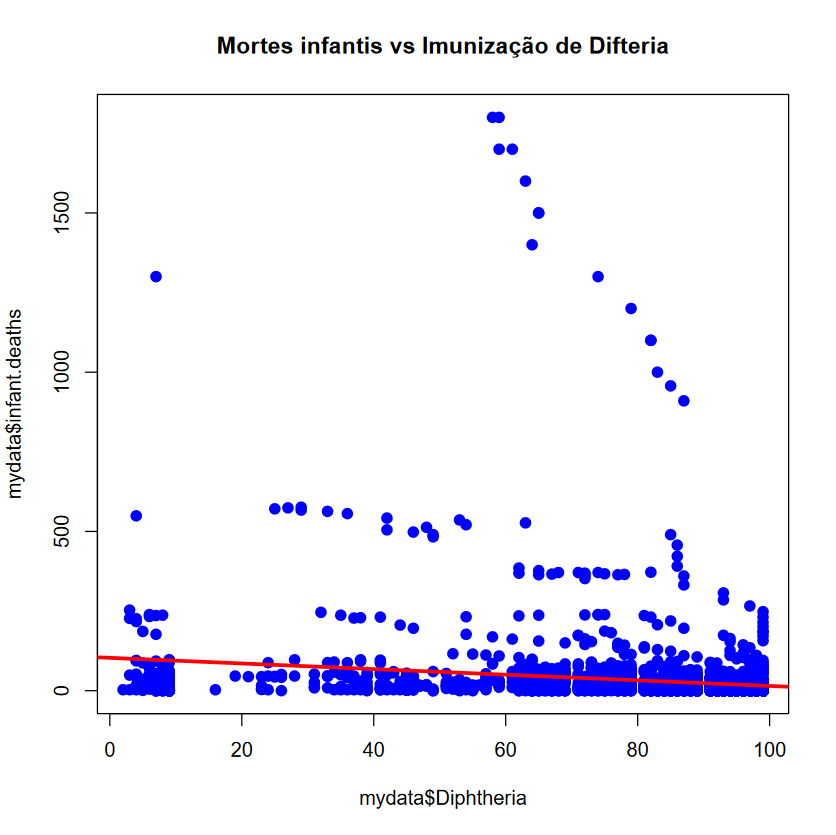 Mortes infantis vs Imunização de Difteria
mydata$infant.deaths
1500
1000
500
0
0 20 40 60 80 100
mydata$Diphtheria